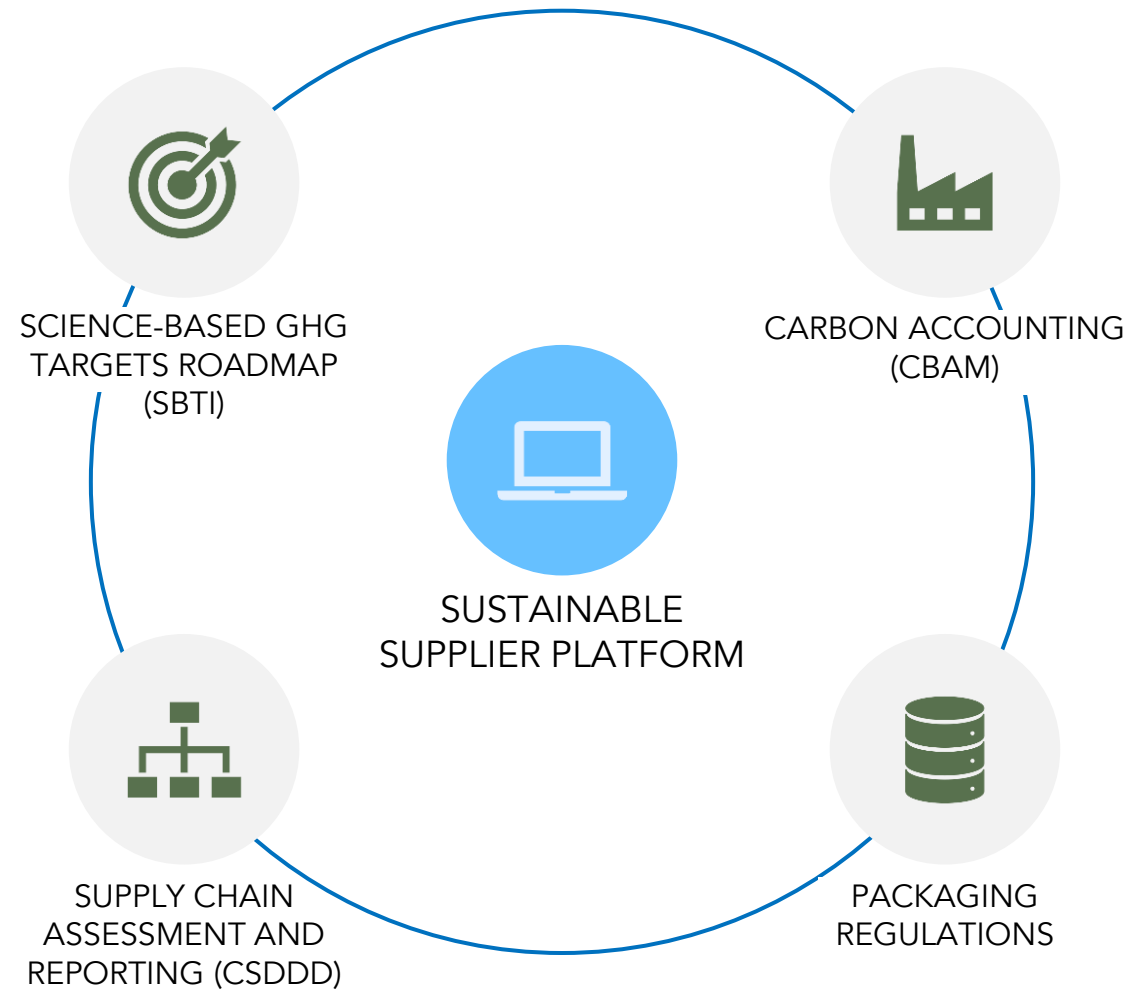 SCIENCE-BASED GHG
TARGETS ROADMAP
(SBTI)
CARBON ACCOUNTING
(CBAM)
SUSTAINABLE
SUPPLIER PLATFORM
SUPPLY CHAIN
ASSESSMENT AND
REPORTING (CSDDD)
PACKAGING
REGULATIONS